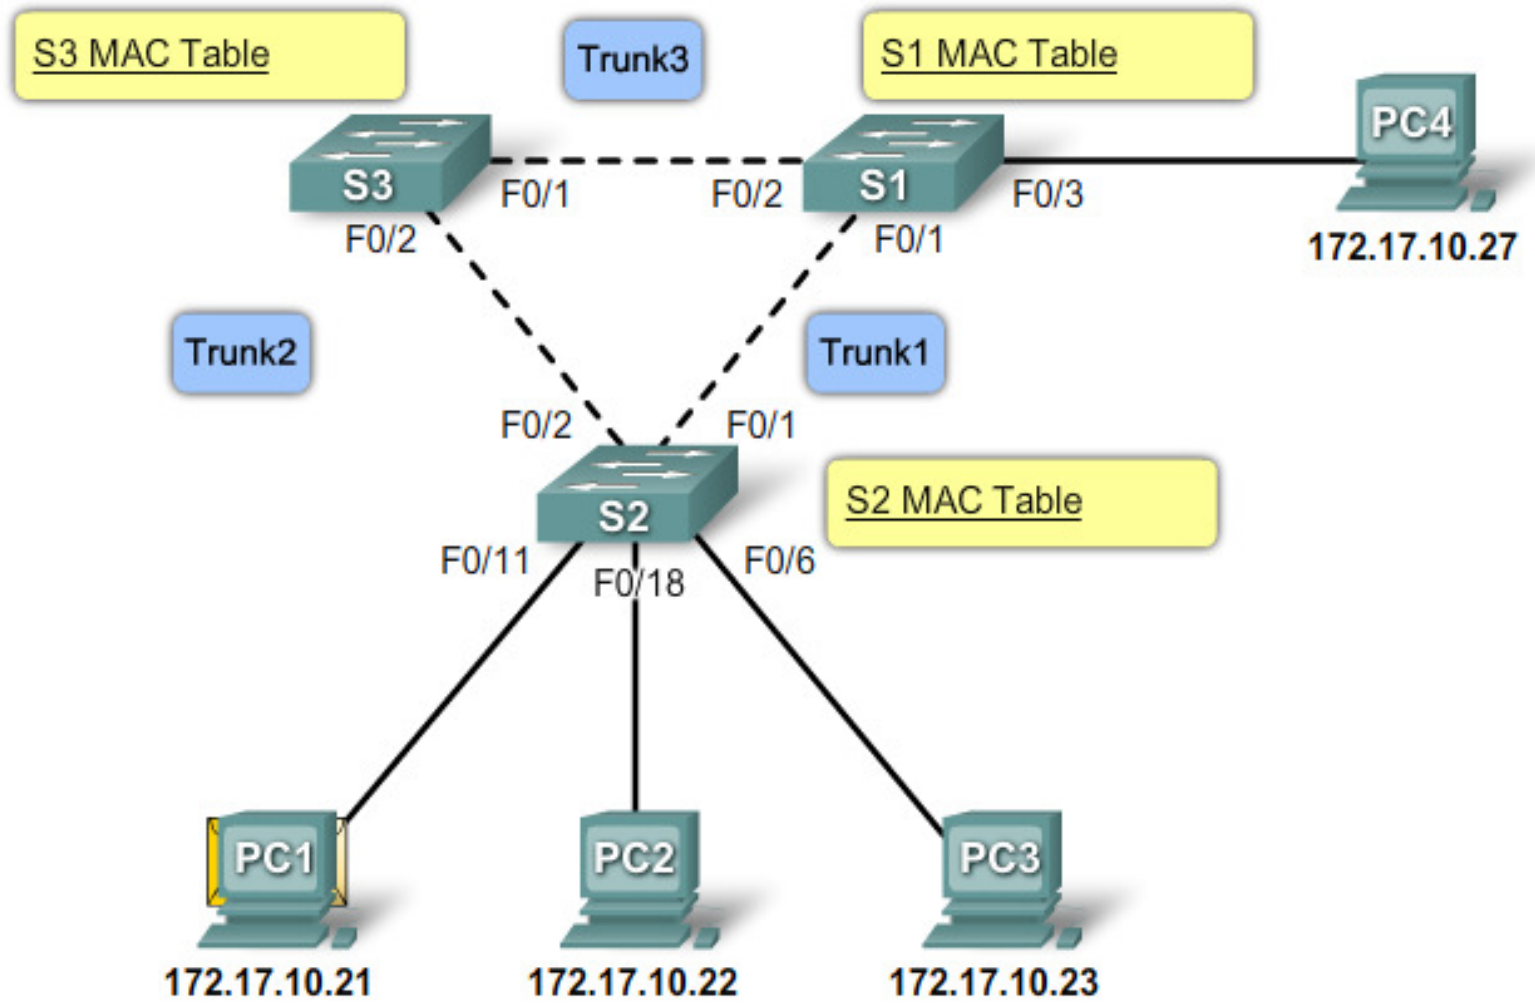 S3 MAC Table
Trunk3
S1 MAC Table
PC4
S3
F0/1
F0/2
S1
F0/3
F0/2
F0/1
172.17.10.27
Trunk2
Trunk1
F0/2
F0/1
S2
S2 MAC Table
F0/11
F0/18
F0/6
PC1
PC2
PC3
172.17.10.21
172.17.10.22
172.17.10.23